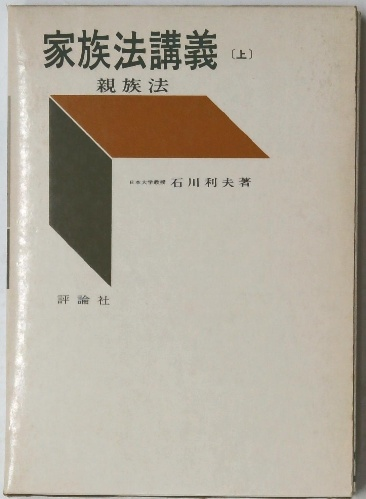 家族法講義〔上〕
親族法
日本大学教授 石川利夫著
評論社